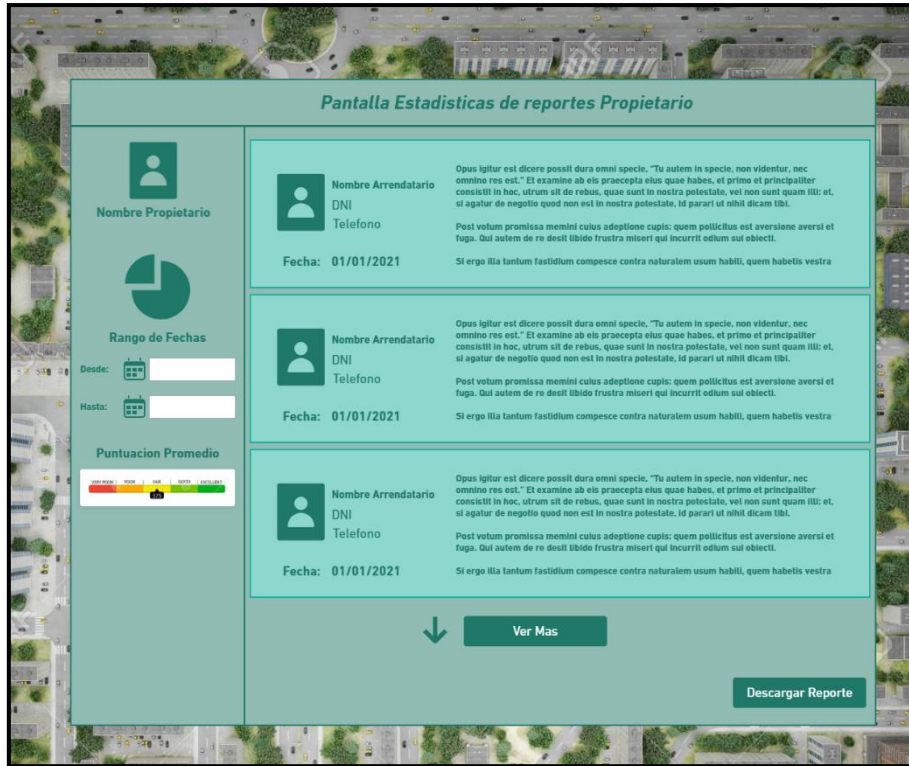 Pantalla Estadisticas de reportes Propietario
Nombre Propietario
Rango de Fechas
Desde:
Hasta:
Puntuacion Promedio
VERY POOR | POOR | FAIR | GOOD | EXCELLENT
Nombre Arrendatario
DNI
Telefono
Fecha: 01/01/2021
Opus igitur est dicere possit dura omni specie, "Tu autem in specie, non videntur, nec
omnino res est." Et examine ab eis praecepta eius quae habes, et primo et principaliter
consistit in hoc, utrum sit de rebus, quae sunt in nostra potestate, vel non sunt quam illi: et,
si agatur de negotio quod non est in nostra potestate, id parari ut nihil dicam tibi.
Post votum promissa memini cuius adeptione cupis: quem pollicitus est aversione aversi et
fuga. Qui autem de re desit libido frustra miseri qui incurrit odium sui obiecti.
Si ergo illa tantum fastidium compesce contra naturalem usum habili, quem habetis vestra
Nombre Arrendatario
DNI
Telefono
Fecha: 01/01/2021
Opus igitur est dicere possit dura omni specie, "Tu autem in specie, non videntur, nec
omnino res est." Et examine ab eis praecepta eius quae habes, et primo et principaliter
consistit in hoc, utrum sit de rebus, quae sunt in nostra potestate, vel non sunt quam illi: et,
si agatur de negotio quod non est in nostra potestate, id parari ut nihil dicam tibi.
Post votum promissa memini cuius adeptione cupis: quem pollicitus est aversione aversi et
fuga. Qui autem de re desit libido frustra miseri qui incurrit odium sui obiecti.
Si ergo illa tantum fastidium compesce contra naturalem usum habili, quem habetis vestra
Nombre Arrendatario
DNI
Telefono
Fecha: 01/01/2021
Opus igitur est dicere possit dura omni specie, "Tu autem in specie, non videntur, nec
omnino res est." Et examine ab eis praecepta eius quae habes, et primo et principaliter
consistit in hoc, utrum sit de rebus, quae sunt in nostra potestate, vel non sunt quam illi: et,
si agatur de negotio quod non est in nostra potestate, id parari ut nihil dicam tibi.
Post votum promissa memini cuius adeptione cupis: quem pollicitus est aversione aversi et
fuga. Qui autem de re desit libido frustra miseri qui incurrit odium sui obiecti.
Si ergo illa tantum fastidium compesce contra naturalem usum habili, quem habetis vestra
Ver Mas
Descargar Reporte